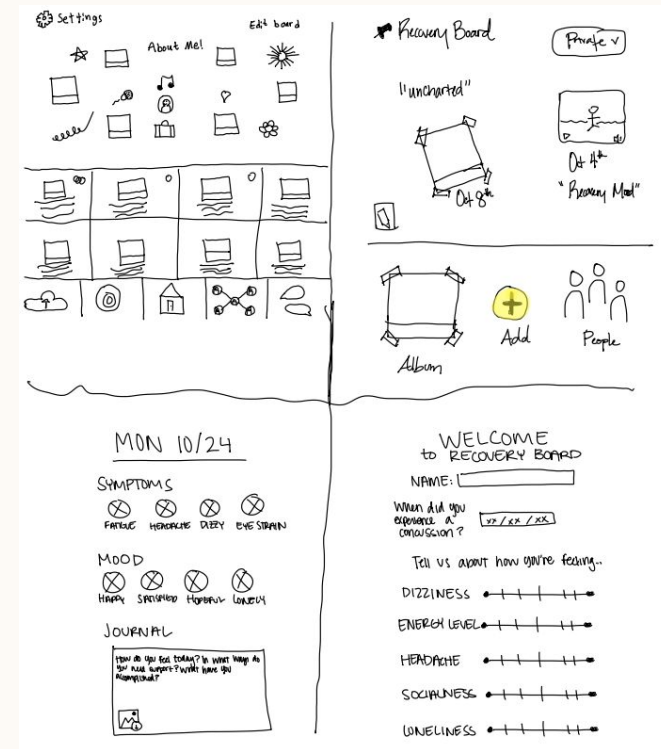 Settings
Edit board
About Me!
Recovery Board
Private v
"uncharted"
Oct 8th
Oct 4th
"Recovery Mood"
Album
Add
People
MON 10/24
SYMPTOMS
FATIGUE HEADACHE DIZZY EYE STRAIN
MOOD
HAPPY SATISFIED HOPEFUL LONELY
JOURNAL
How do you feel today? In what ways do
you need support? What have you
accomplished?
WELCOME
to RECOVERY BOARD
NAME:
When did you
experience a
concussion?
xx/xx/xx
Tell us about how you're feeling..
DIZZINESS
ENERGY LEVEL
HEADACHE
SOCIALNESS
LONELINESS